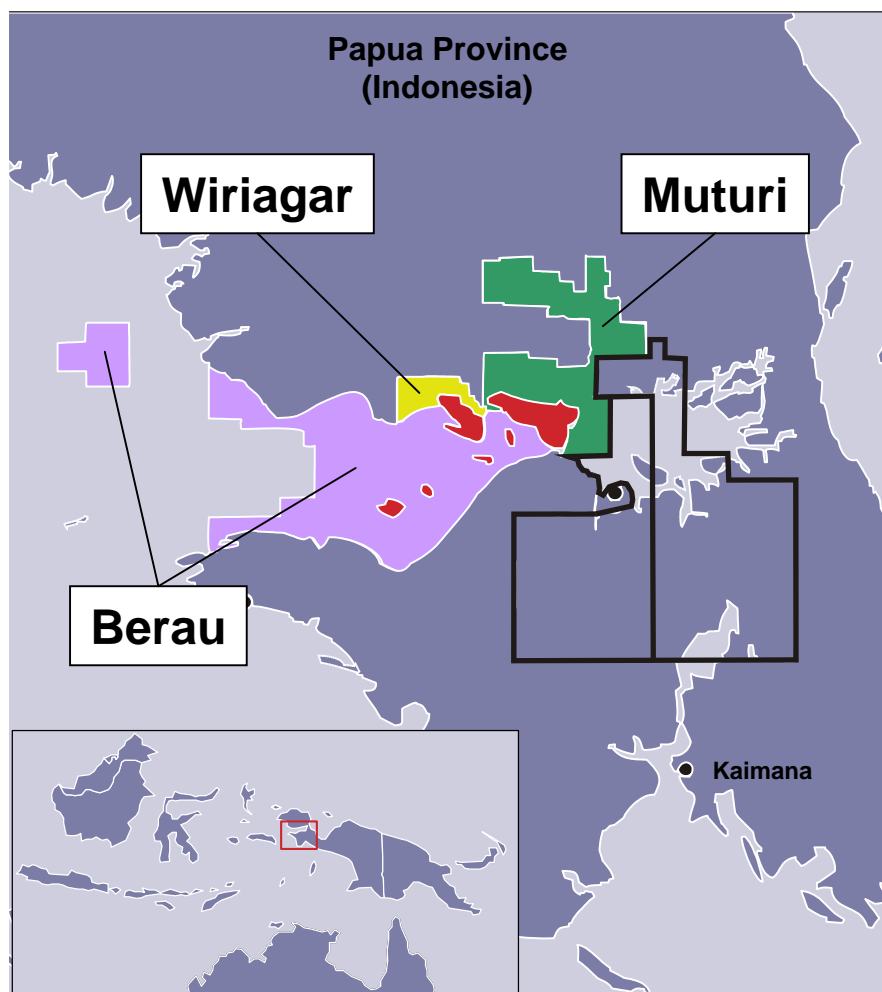 Papua Province
(Indonesia)
Wiriagar
Muturi
Berau
Kaimana